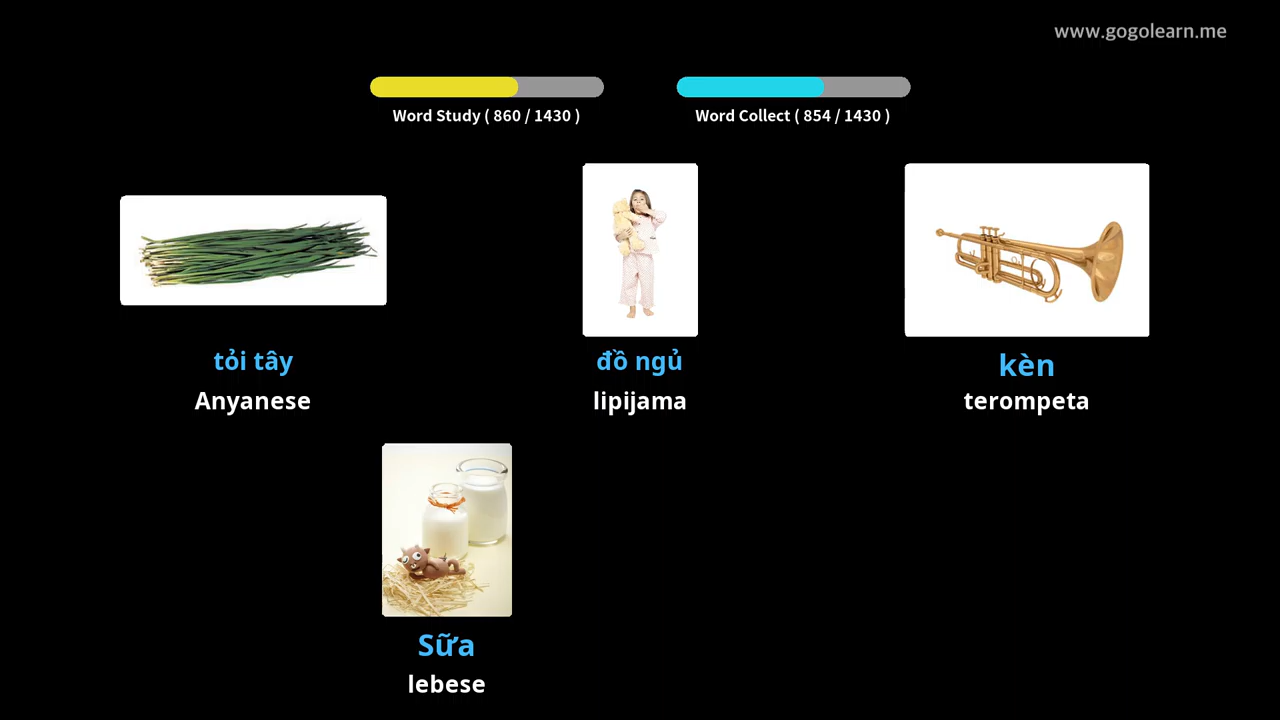 www.gogolearn.me
Word Study ( 860 / 1430 )
Word Collect ( 854 / 1430 )
tỏi tây
Anyanese
đồ ngủ
lipijama
kèn
terompeta
Sữa
lebese